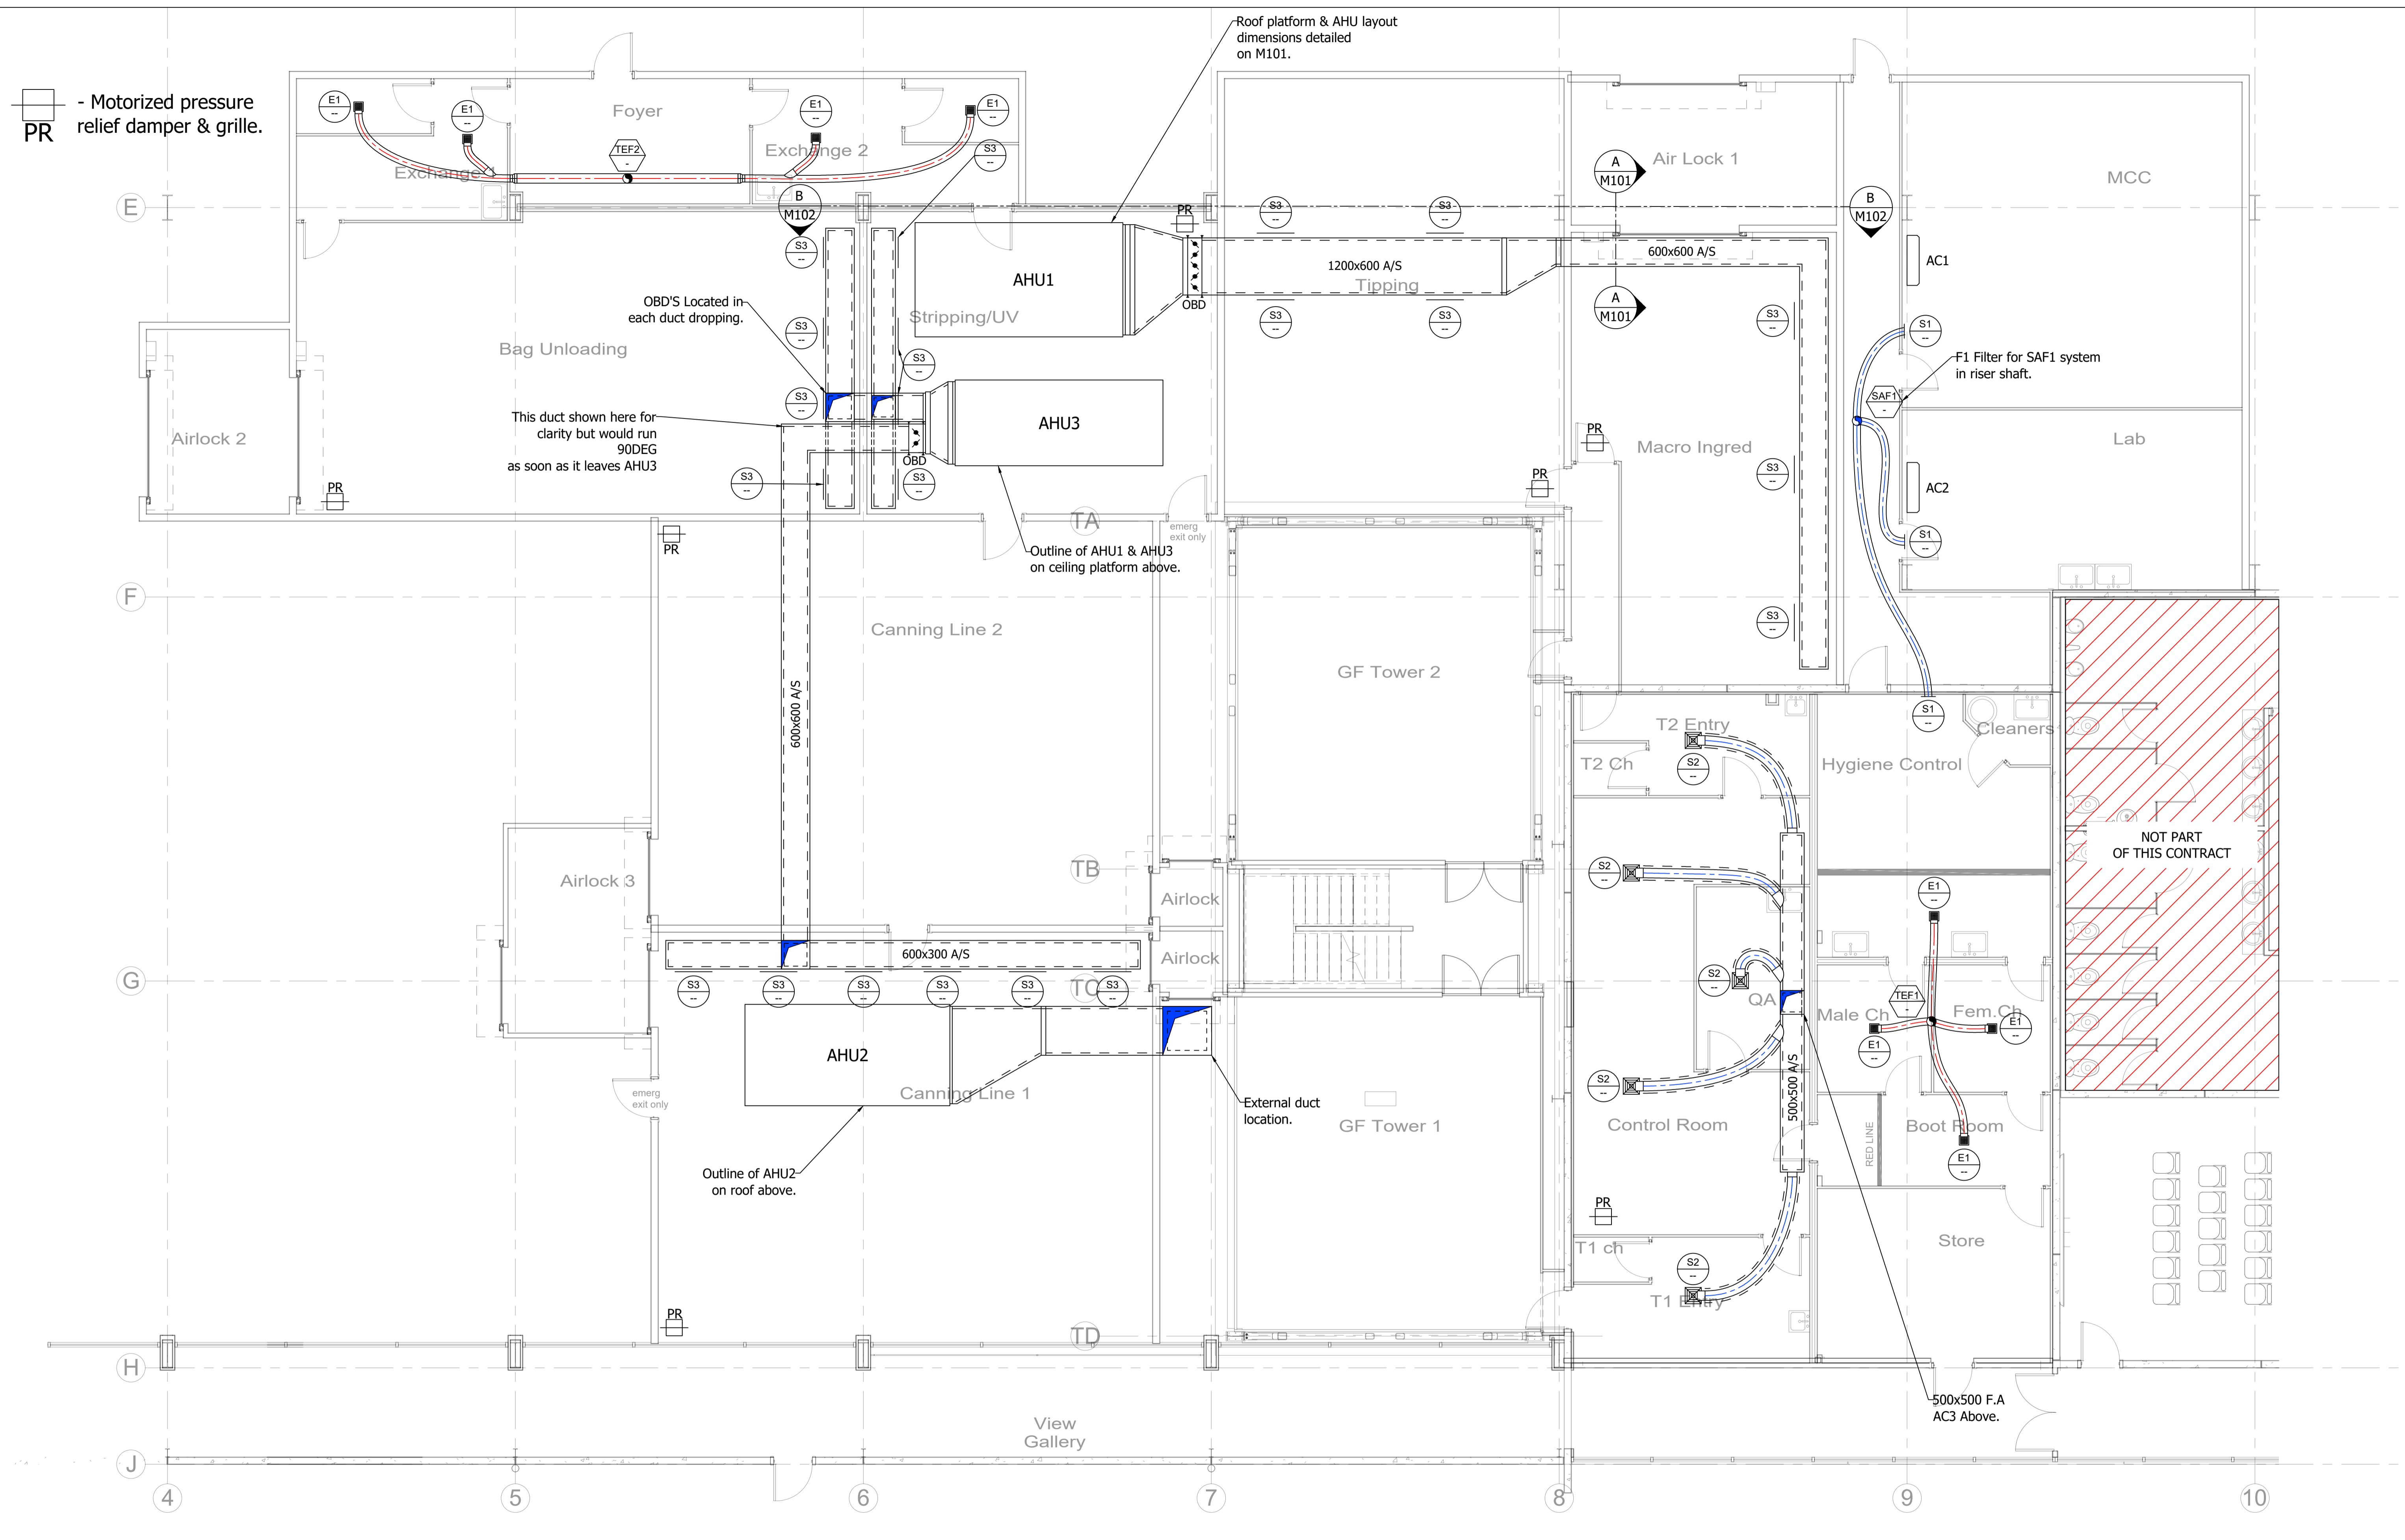 Roof platform & AHU layout
dimensions detailed
on M101.
- Motorized pressure
relief damper & grille.
PR
E1
--
E1
--
E1
--
E1
--
Foyer
Exchange 2
TEF2
-
S3
--
A
M101
Air Lock 1
MCC
E
B
M102
PR
S3
--
S3
--
B
M102
S3
--
AHU1
1200x600 A/S
600x600 A/S
AC1
Tipping
OBD
OBD'S Located in
each duct dropping.
Stripping/UV
S3
--
S3
--
S3
--
A
M101
S3
--
S1
--
Bag Unloading
S3
--
F1 Filter for SAF1 system
in riser shaft.
SAF1
-
S3
--
This duct shown here for
clarity but would run
90DEG
as soon as it leaves AHU3
AHU3
PR
Airlock 2
Macro Ingred
Lab
OBD
S3
--
S3
--
PR
S3
--
AC2
PR
PR
TA
emerg
exit only
S1
--
Outline of AHU1 & AHU3
on ceiling platform above.
F
Canning Line 2
S3
--
GF Tower 2
600x600 A/S
S1
--
T2 Entry
Cleaners
T2 Ch
S2
--
Hygiene Control
NOT PART
OF THIS CONTRACT
Airlock 3
TB
Airlock
S2
--
E1
--
600x300 A/S
Airlock
G
S3
--
S3
--
S3
--
S3
--
S3
--
S3
--
S2
--
QA
TEF1
-
Male Ch
Fem.Ch
E1
--
E1
--
AHU2
Canning Line 1
emerg
exit only
External duct
location.
S2
--
500x500 A/S
GF Tower 1
Control Room
RED LINE
E1
--
Outline of AHU2
on roof above.
PR
T1 ch
Store
S2
--
T1 Entry
PR
TD
H
500x500 F.A
AC3 Above.
View
Gallery
J
4
5
6
7
8
9
10